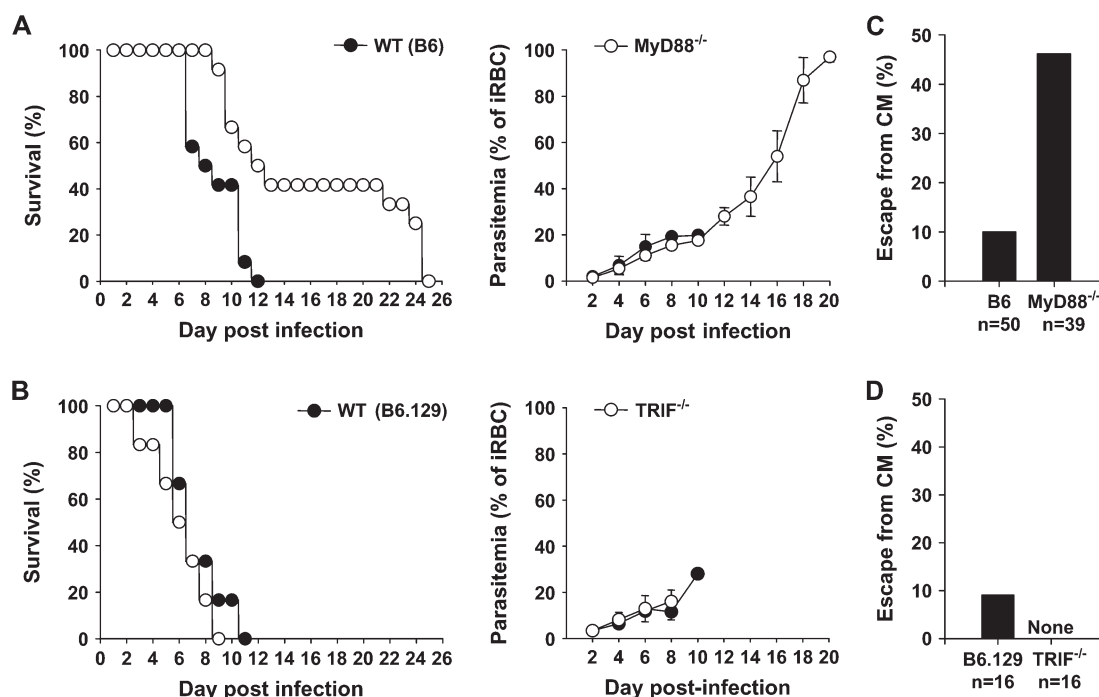 A
WT (B6)
MyD88-/-
Survival (%)
100
80
60
40
20
0
0 2 4 6 8 10 12 14 16 18 20 22 24 26
Day post infection
Parasitemia (% of iRBC)
100
80
60
40
20
0
2 4 6 8 10 12 14 16 18 20
Day post infection
C
Escape from CM (%)
50
40
30
20
10
0
B6 MyD88-/-
n=50 n=39
B
WT (B6.129)
TRIF-/-
Survival (%)
100
80
60
40
20
0
0 2 4 6 8 10 12 14 16 18 20 22 24 26
Day post infection
Parasitemia (% of iRBC)
100
80
60
40
20
0
2 4 6 8 10 12 14 16 18 20
Day post-infection
D
Escape from CM (%)
50
40
30
20
10
0
None
B6.129 TRIF-/-
n=16 n=16